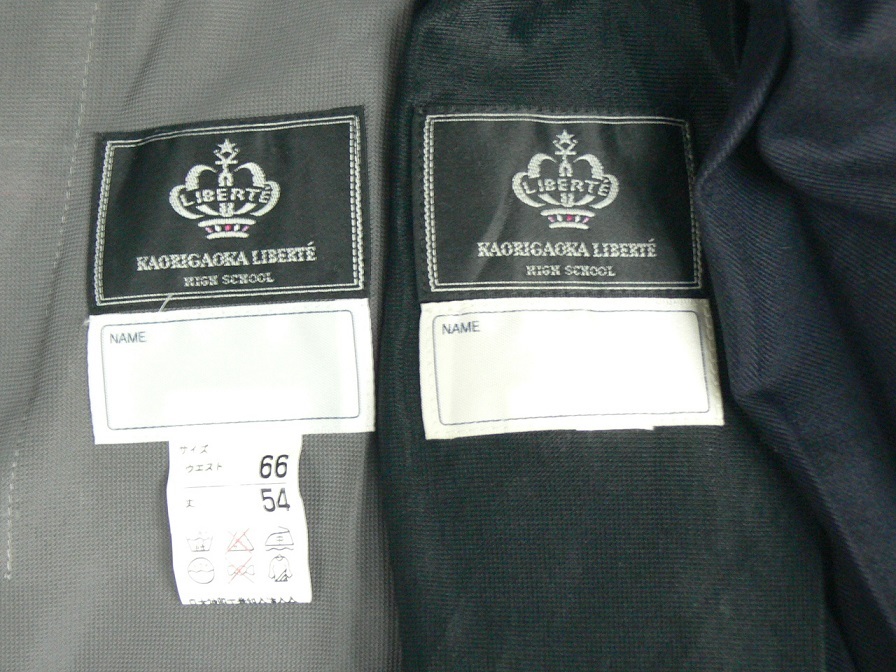 LIBERTÉ
KAORIGAOKA LIBERTÉ
HIGH SCHOOL
NAME
サイズ
ウエスト 66
丈 54
LIBERTÉ
KAORIGAOKA LIBERTÉ
HIGH SCHOOL
NAME